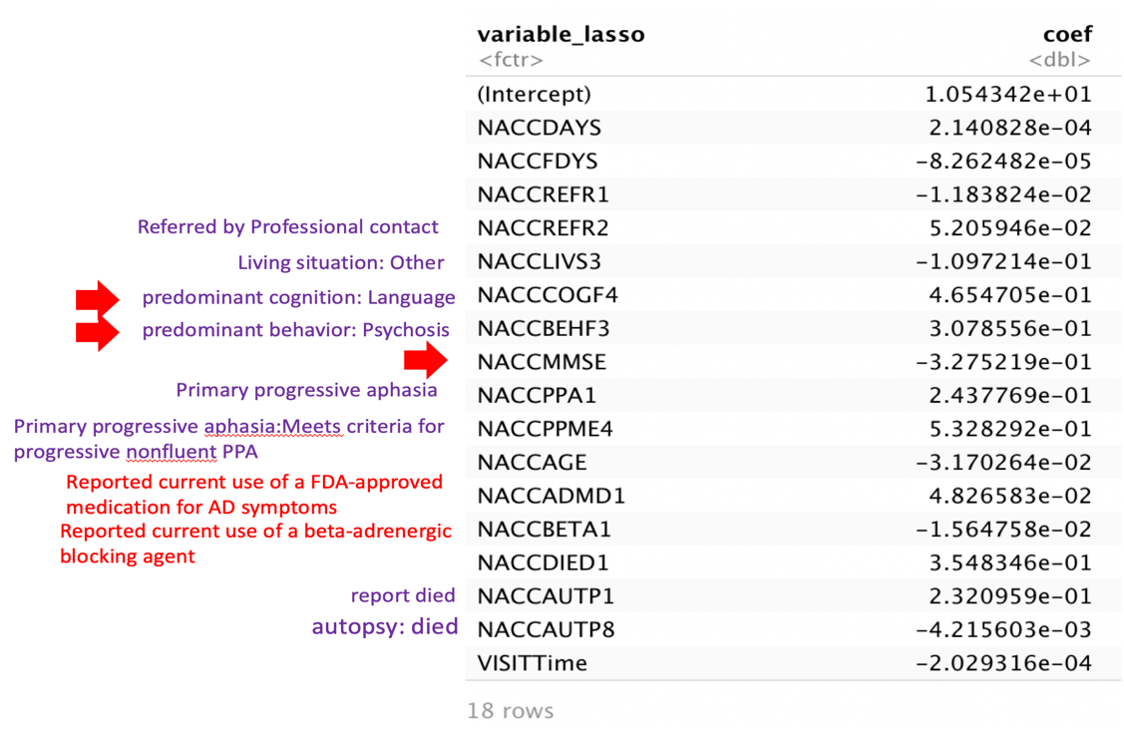 variable_lasso coef
<fctr> <dbl>
(Intercept) 1.054342e+01
NACCDAYS 2.140828e-04
NACCFDYS -8.262482e-05
NACCREFR1 -1.183824e-02
Referred by Professional contact NACCREFR2 5.205946e-02
Living situation: Other NACCLIVS3 -1.097214e-01
predominant cognition: Language NACCCOGF4 4.654705e-01
predominant behavior: Psychosis NACCBEHF3 3.078556e-01
NACCMMSE -3.275219e-01
Primary progressive aphasia NACCPPA1 2.437769e-01
Primary progressive aphasia:Meets criteria for NACCPPME4 5.328292e-01
progressive nonfluent PPA
NACCAGE -3.170264e-02
Reported current use of a FDA-approved
medication for AD symptoms NACCADMD1 4.826583e-02
Reported current use of a beta-adrenergic NACCBETA1 -1.564758e-02
blocking agent NACCDIED1 3.548346e-01
report died NACCAUTP1 2.320959e-01
autopsy: died NACCAUTP8 -4.215603e-03
VISITTime -2.029316e-04
18 rows